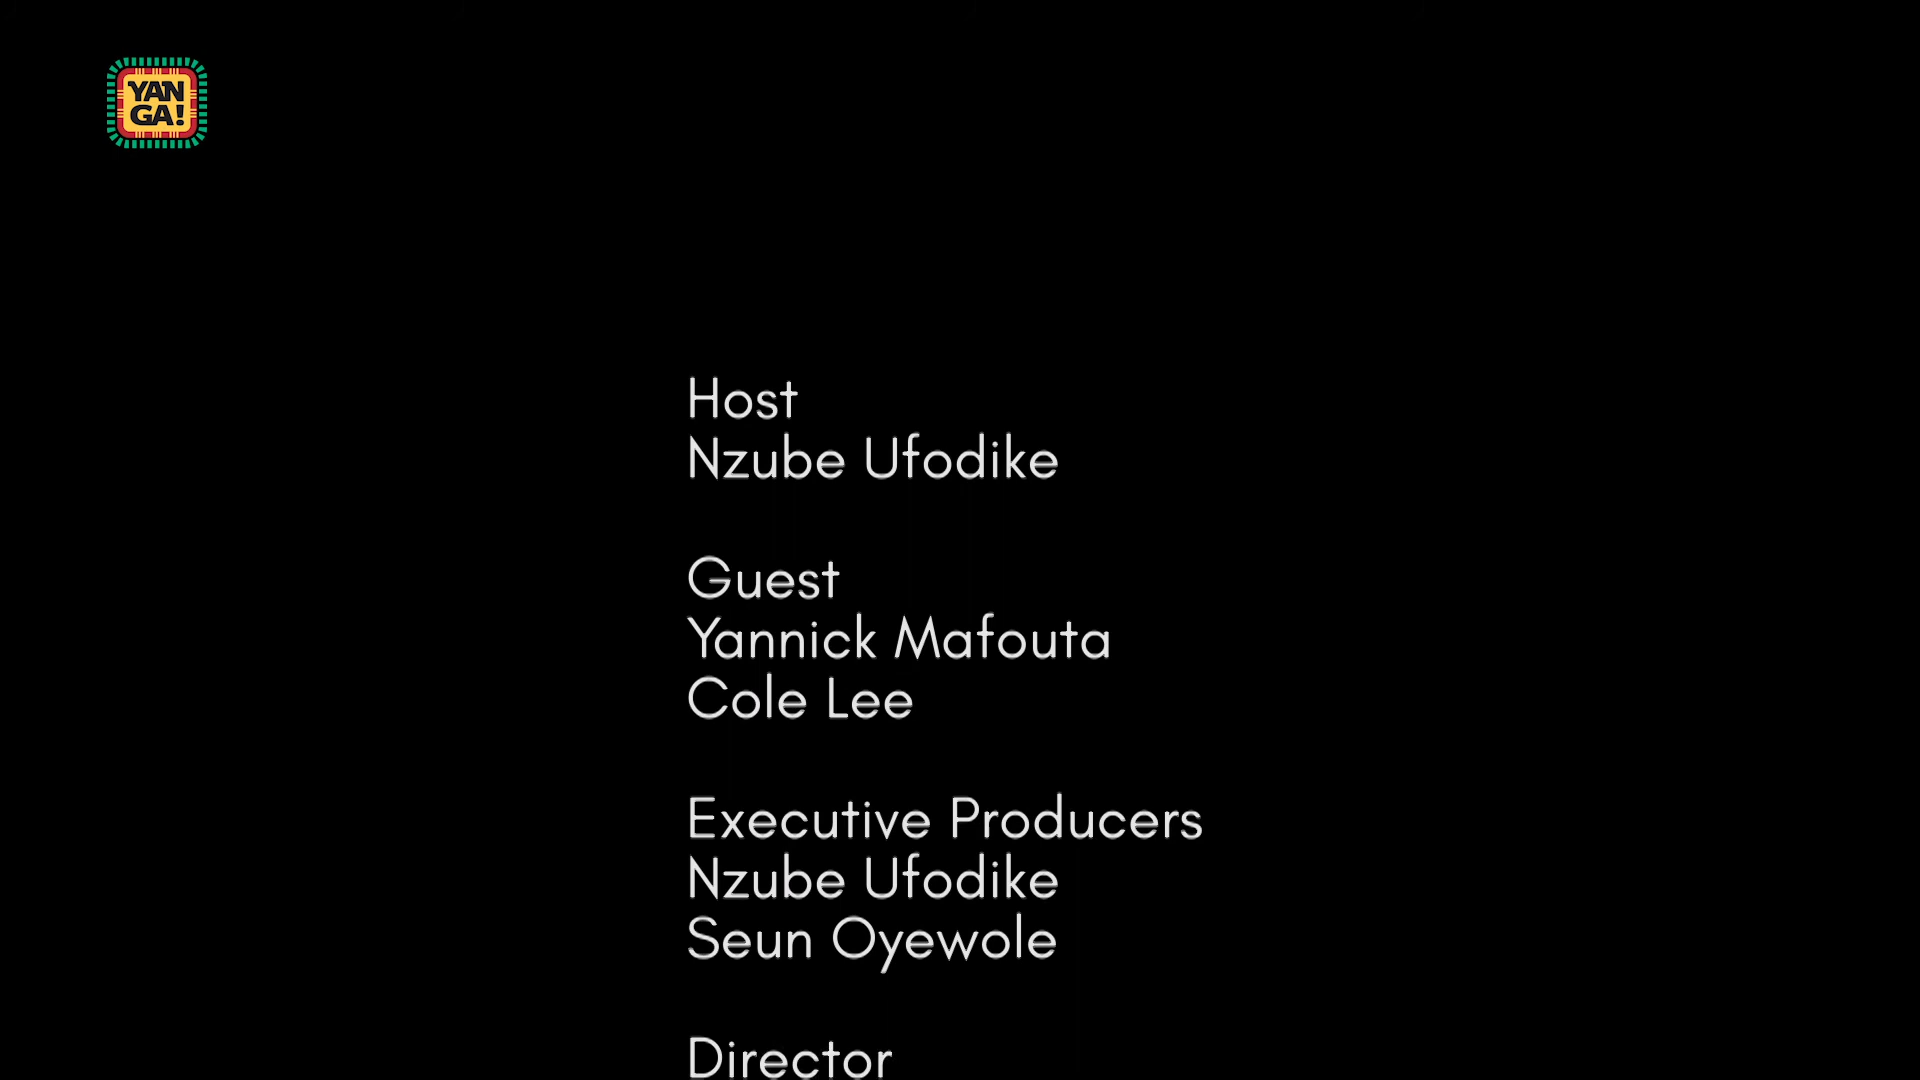 YAN
GA!
Host
Nzube Ufodike
Guest
Yannick Mafouta
Cole Lee
Executive Producers
Nzube Ufodike
Seun Oyewole
Director